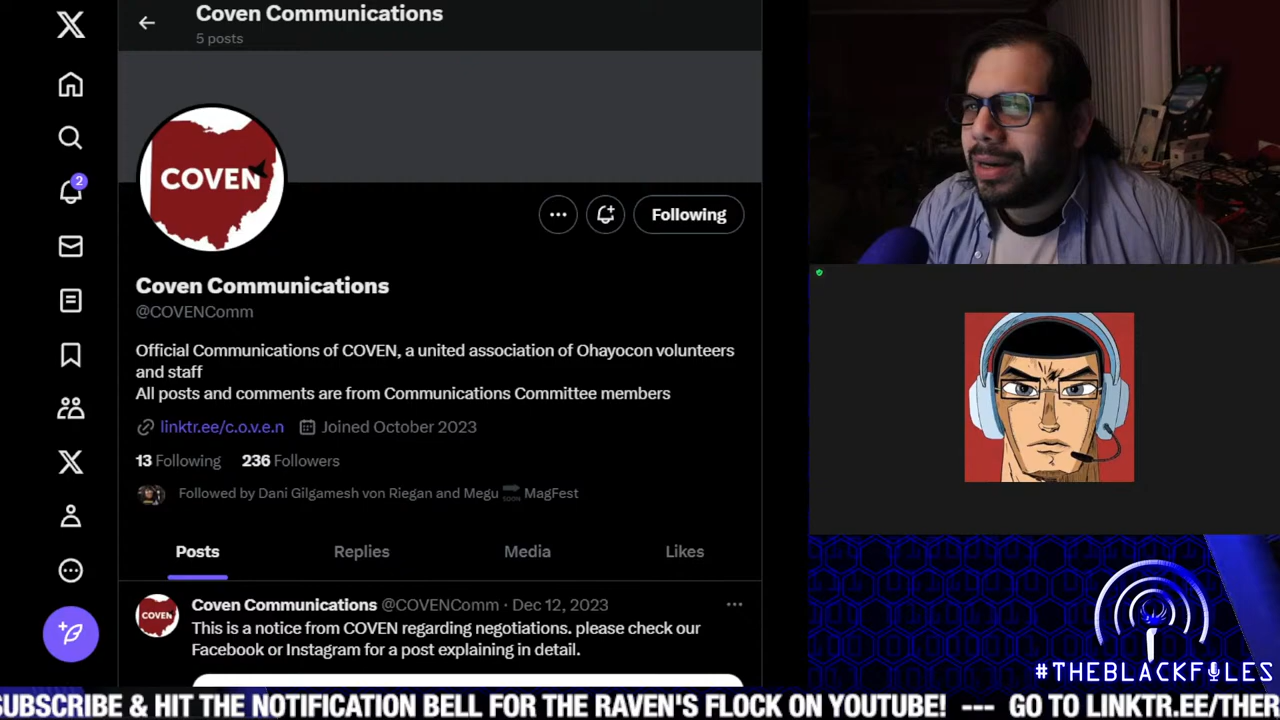 Coven Communications
5 posts
COVEN
Following
Coven Communications
@COVENComm
Official Communications of COVEN, a united association of Ohayocon volunteers
and staff
All posts and comments are from Communications Committee members
linktr.ee/c.o.v.e.n Joined October 2023
13 Following 236 Followers
Followed by Dani Gilgamesh von Riegan and Megu SOON MagFest
Posts Replies Media Likes
COVEN
Coven Communications @COVENComm · Dec 12, 2023
This is a notice from COVEN regarding negotiations. please check our
Facebook or Instagram for a post explaining in detail.
2
#THEBLACKFILES
SUBSCRIBE & HIT THE NOTIFICATION BELL FOR THE RAVEN'S FLOCK ON YOUTUBE! --- GO TO LINKTR.EE/THER